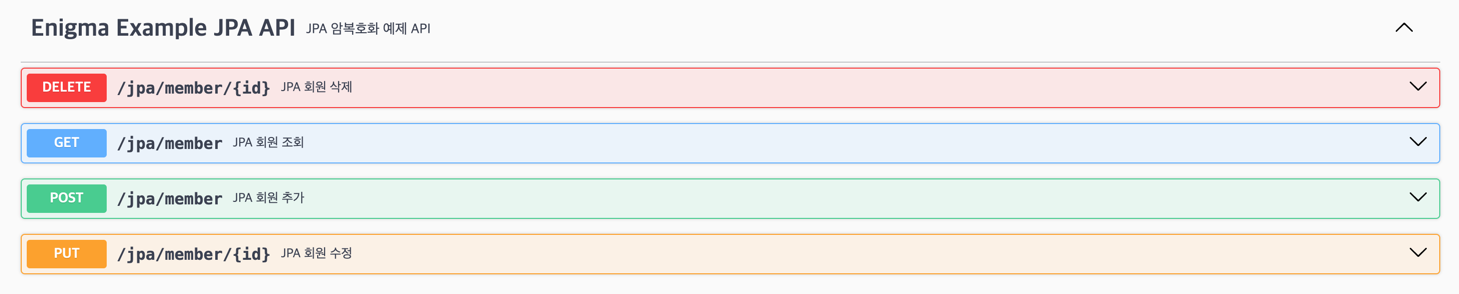 Enigma Example JPA API JPA 암복호화 예제 API
DELETE /jpa/member/{id} JPA 회원 삭제
GET /jpa/member JPA 회원 조회
POST /jpa/member JPA 회원 추가
PUT /jpa/member/{id} JPA 회원 수정